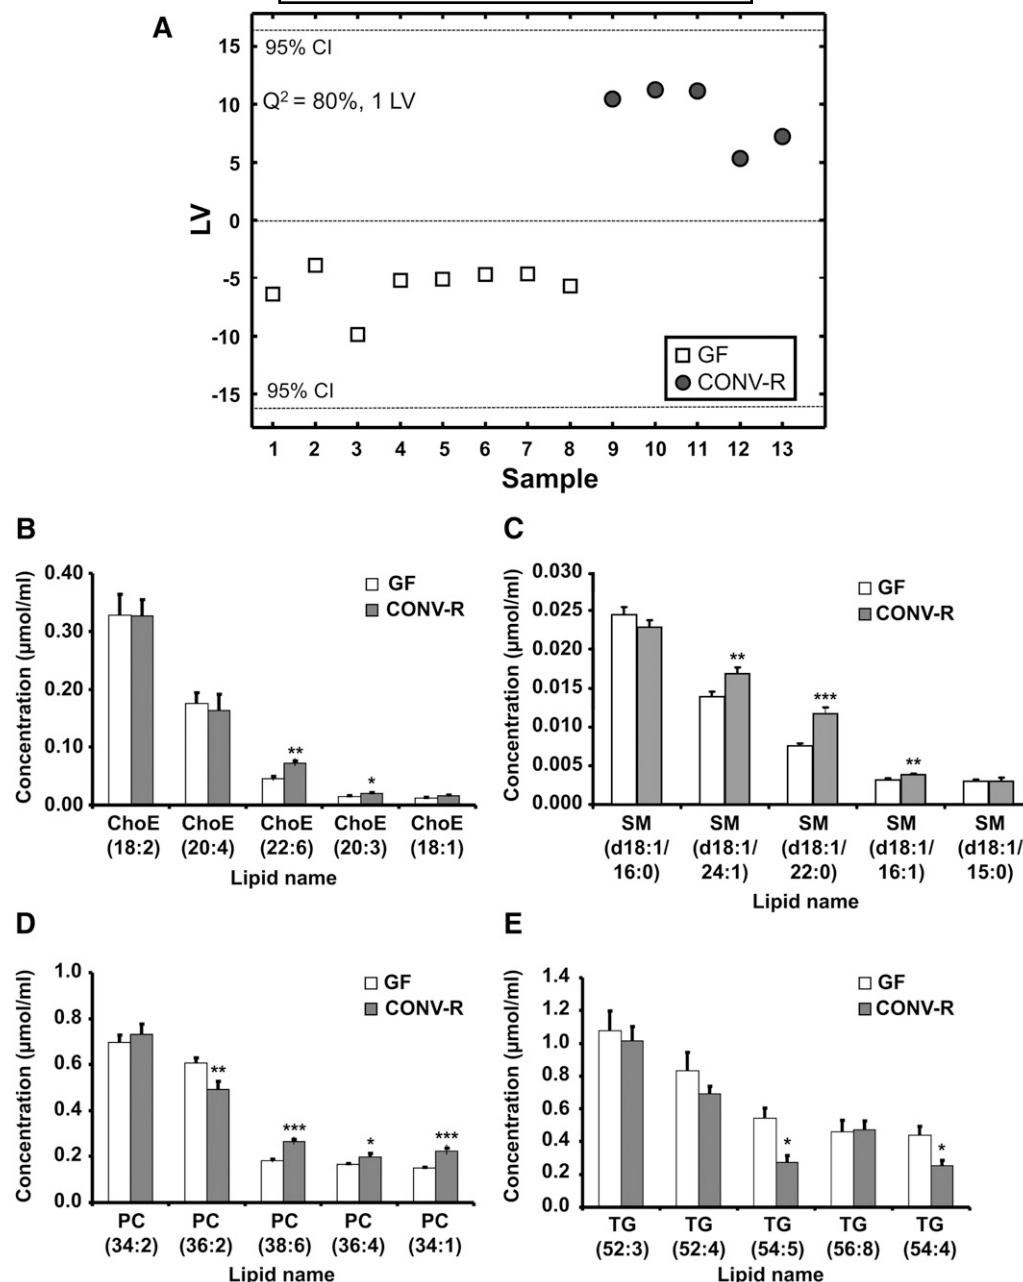 A
95% CI
Q² = 80%, 1 LV
15
10
5
0
-5
-10
-15
LV
95% CI
GF
CONV-R
1 2 3 4 5 6 7 8 9 10 11 12 13
Sample
B
Concentration (µmol/ml)
0.40
0.30
0.20
0.10
0.00
GF
CONV-R
**
*
ChoE ChoE ChoE ChoE ChoE
(18:2) (20:4) (22:6) (20:3) (18:1)
Lipid name
C
Concentration (µmol/ml)
0.030
0.025
0.020
0.015
0.010
0.005
0.000
GF
CONV-R
**
***
**
SM SM SM SM SM
(d18:1/ (d18:1/ (d18:1/ (d18:1/ (d18:1/
16:0) 24:1) 22:0) 16:1) 15:0)
Lipid name
D
Concentration (µmol/ml)
1.0
0.8
0.6
0.4
0.2
0.0
GF
CONV-R
**
***
*
***
PC PC PC PC PC
(34:2) (36:2) (38:6) (36:4) (34:1)
Lipid name
E
Concentration (µmol/ml)
1.4
1.2
1.0
0.8
0.6
0.4
0.2
0.0
GF
CONV-R
*
*
TG TG TG TG TG
(52:3) (52:4) (54:5) (56:8) (54:4)
Lipid name